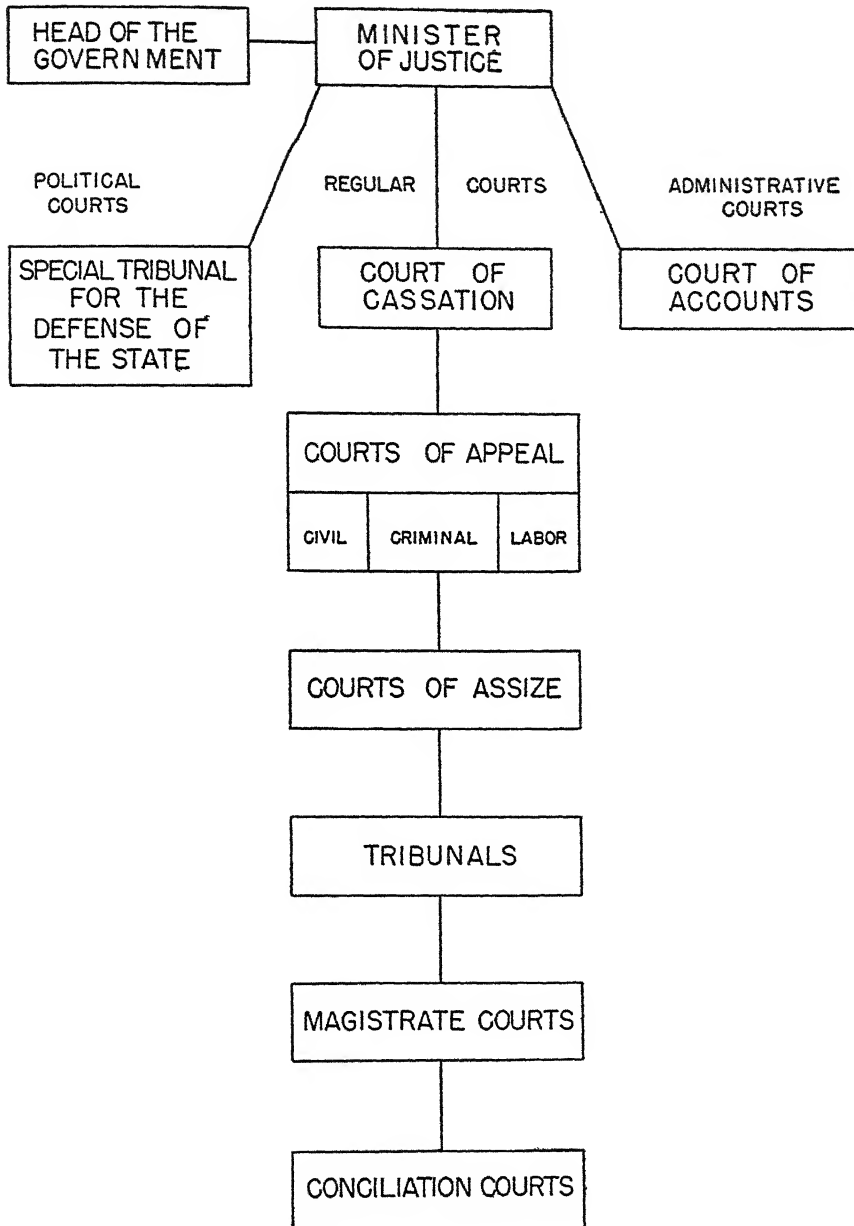 HEAD OF THE
GOVERNMENT
MINISTER
OF JUSTICE
POLITICAL
COURTS
REGULAR COURTS
ADMINISTRATIVE
COURTS
SPECIAL TRIBUNAL
FOR THE
DEFENSE OF
THE STATE
COURT OF
CASSATION
COURT OF
ACCOUNTS
COURTS OF APPEAL
CIVIL CRIMINAL LABOR
COURTS OF ASSIZE
TRIBUNALS
MAGISTRATE COURTS
CONCILIATION COURTS